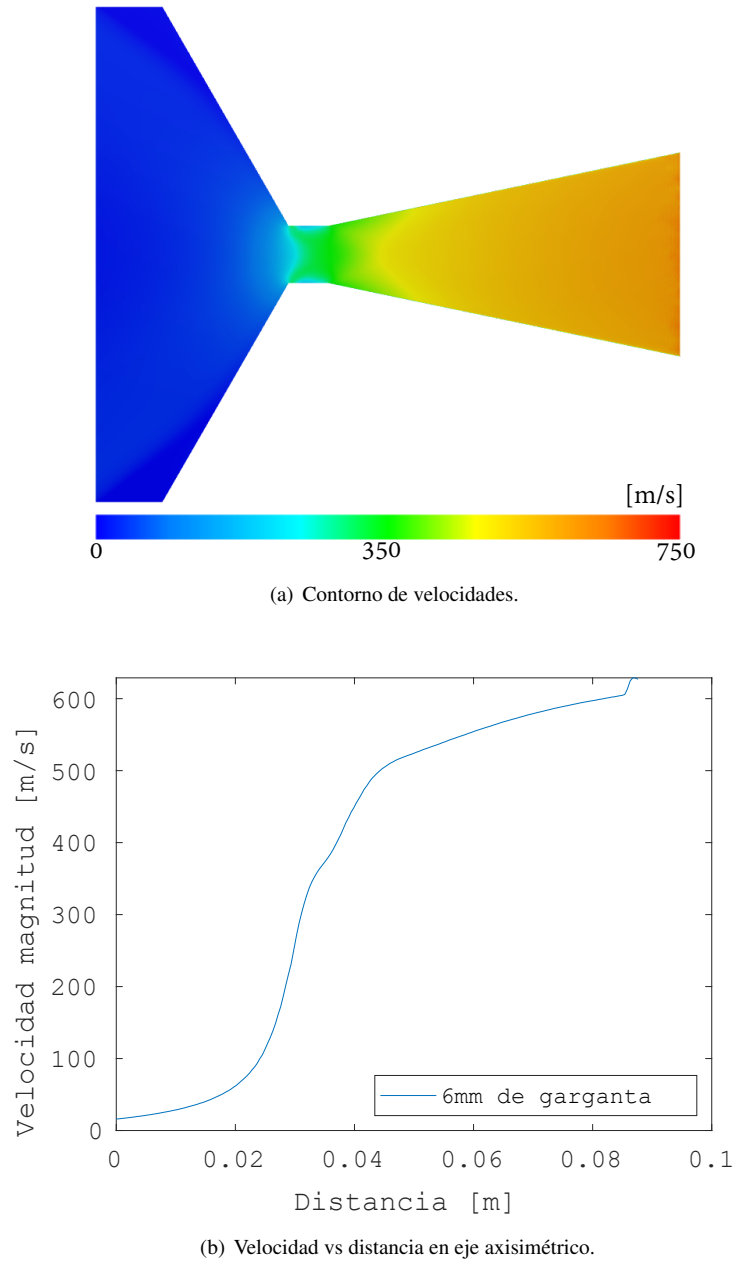 [m/s]
0 350 750
(a) Contorno de velocidades.
600
500
400
300
200
100
0
Velocidad magnitud [m/s]
6mm de garganta
0 0.02 0.04 0.06 0.08 0.1
Distancia [m]
(b) Velocidad vs distancia en eje axisimétrico.